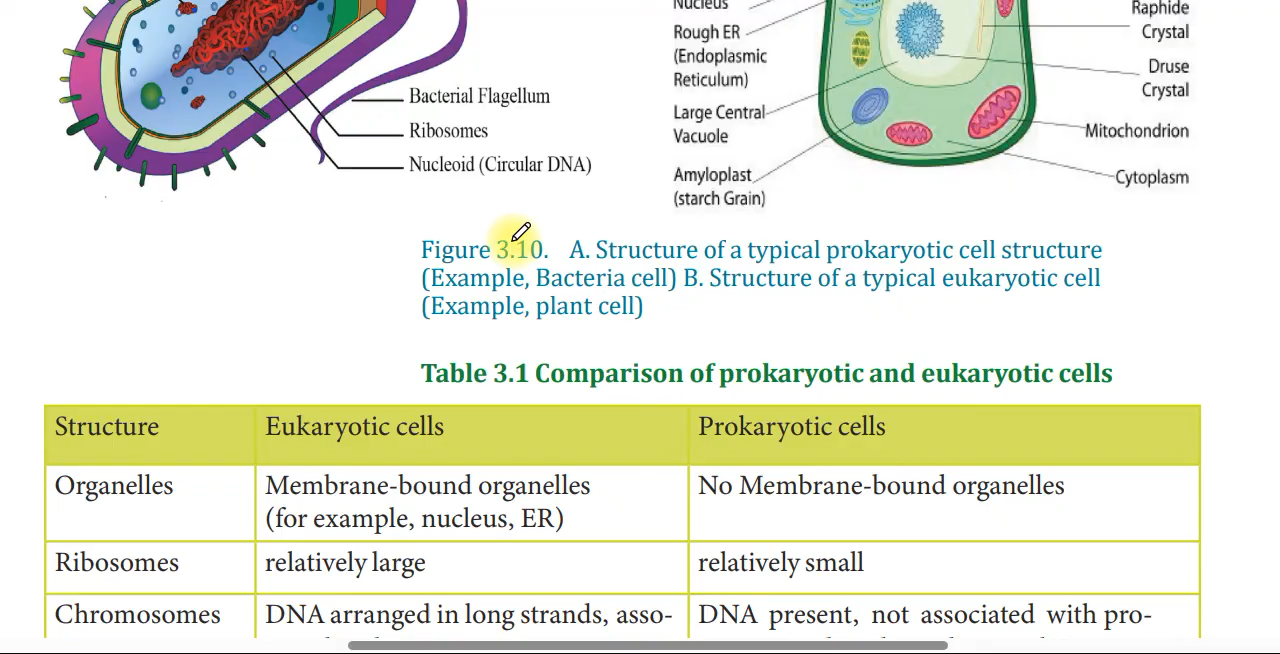 Bacterial Flagellum
Ribosomes
Nucleoid (Circular DNA)
Nucleus
Rough ER
(Endoplasmic
Reticulum)
Large Central
Vacuole
Amyloplast
(starch Grain)
Raphide
Crystal
Druse
Crystal
Mitochondrion
Cytoplasm
Figure 3.10. A. Structure of a typical prokaryotic cell structure
(Example, Bacteria cell) B. Structure of a typical eukaryotic cell
(Example, plant cell)
Table 3.1 Comparison of prokaryotic and eukaryotic cells
Structure Eukaryotic cells Prokaryotic cells
Organelles Membrane-bound organelles No Membrane-bound organelles
(for example, nucleus, ER)
Ribosomes relatively large relatively small
Chromosomes DNA arranged in long strands, asso- DNA present, not associated with pro-